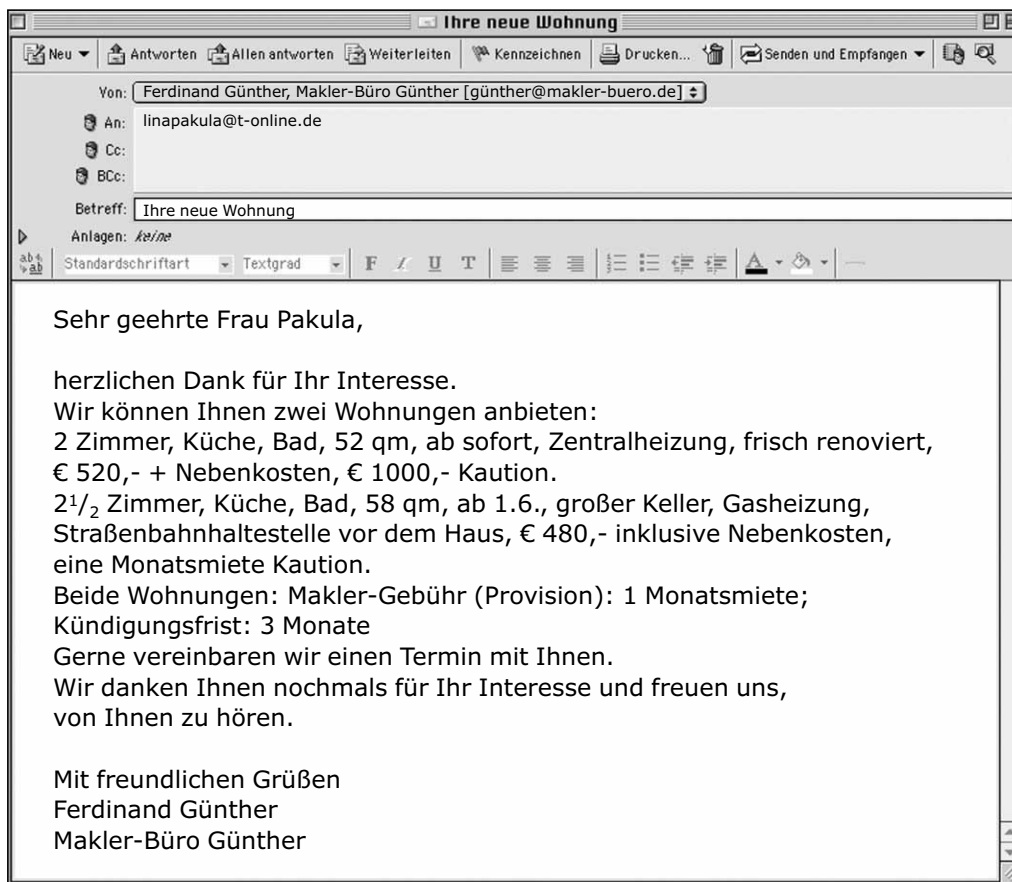 Ihre neue Wohnung
Neu Antworten Allen antworten Weiterleiten Kennzeichnen Drucken... Senden und Empfangen
Von: Ferdinand Günther, Makler-Büro Günther [günther@makler-buero.de]
An: linapakula@t-online.de
Cc:
BCc:
Betreff: Ihre neue Wohnung
Anlagen: keine
Standardschriftart Textgrad F I U T A
Sehr geehrte Frau Pakula,
herzlichen Dank für Ihr Interesse.
Wir können Ihnen zwei Wohnungen anbieten:
2 Zimmer, Küche, Bad, 52 qm, ab sofort, Zentralheizung, frisch renoviert,
€ 520,- + Nebenkosten, € 1000,- Kaution.
2¹/₂ Zimmer, Küche, Bad, 58 qm, ab 1.6., großer Keller, Gasheizung,
Straßenbahnhaltestelle vor dem Haus, € 480,- inklusive Nebenkosten,
eine Monatsmiete Kaution.
Beide Wohnungen: Makler-Gebühr (Provision): 1 Monatsmiete;
Kündigungsfrist: 3 Monate
Gerne vereinbaren wir einen Termin mit Ihnen.
Wir danken Ihnen nochmals für Ihr Interesse und freuen uns,
von Ihnen zu hören.
Mit freundlichen Grüßen
Ferdinand Günther
Makler-Büro Günther